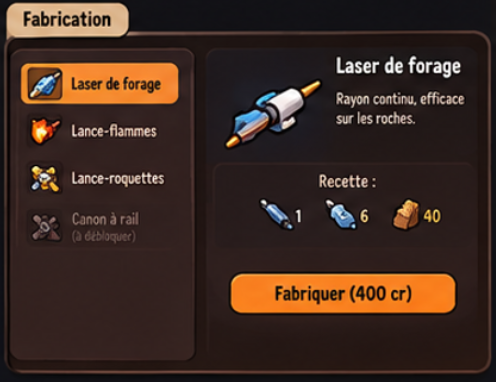 Fabrication
Laser de forage
Lance-flammes
Lance-roquettes
Canon à rail
(à débloquer)
Laser de forage
Rayon continu, efficace
sur les roches.
Recette :
1 6 40
Fabriquer (400 cr)